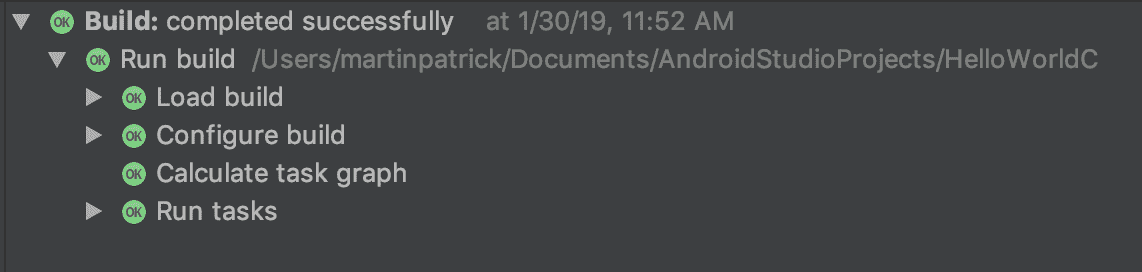 OK Build: completed successfully at 1/30/19, 11:52 AM
OK Run build /Users/martinpatrick/Documents/AndroidStudioProjects/HelloWorldC
OK Load build
OK Configure build
OK Calculate task graph
OK Run tasks